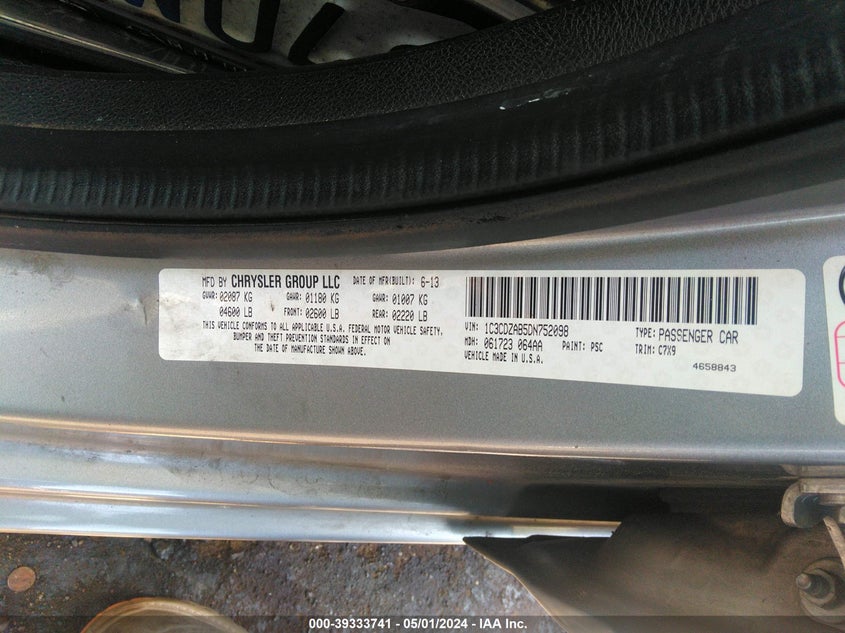 MFD BY CHRYSLER GROUP LLC DATE OF MFR(BUILT): 6-13
GVWR: 02087 KG GAWR: 01180 KG GAWR: 01007 KG
04600 LB FRONT: 02600 LB REAR: 02220 LB
THIS VEHICLE CONFORMS TO ALL APPLICABLE U.S.A. FEDERAL MOTOR VEHICLE SAFETY,
BUMPER AND THEFT PREVENTION STANDARDS IN EFFECT ON
THE DATE OF MANUFACTURE SHOWN ABOVE.
VIN: 1C3CDZAB5DN752098 TYPE: PASSENGER CAR
MDH: 061723 064AA PAINT: PSC TRIM: C7X9
VEHICLE MADE IN U.S.A.
4658843
000-39333741 - 05/01/2024 - IAA Inc.